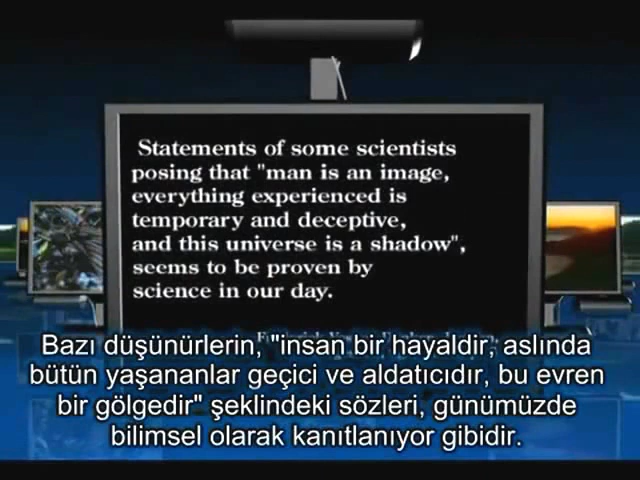 Statements of some scientists
posing that "man is an image,
everything experienced is
temporary and deceptive,
and this universe is a shadow",
seems to be proven by
science in our day.
Bazı düşünürlerin, "insan bir hayaldir, aslında
bütün yaşananlar geçici ve aldatıcıdır, bu evren
bir gölgedir" şeklindeki sözleri, günümüzde
bilimsel olarak kanıtlanıyor gibidir.